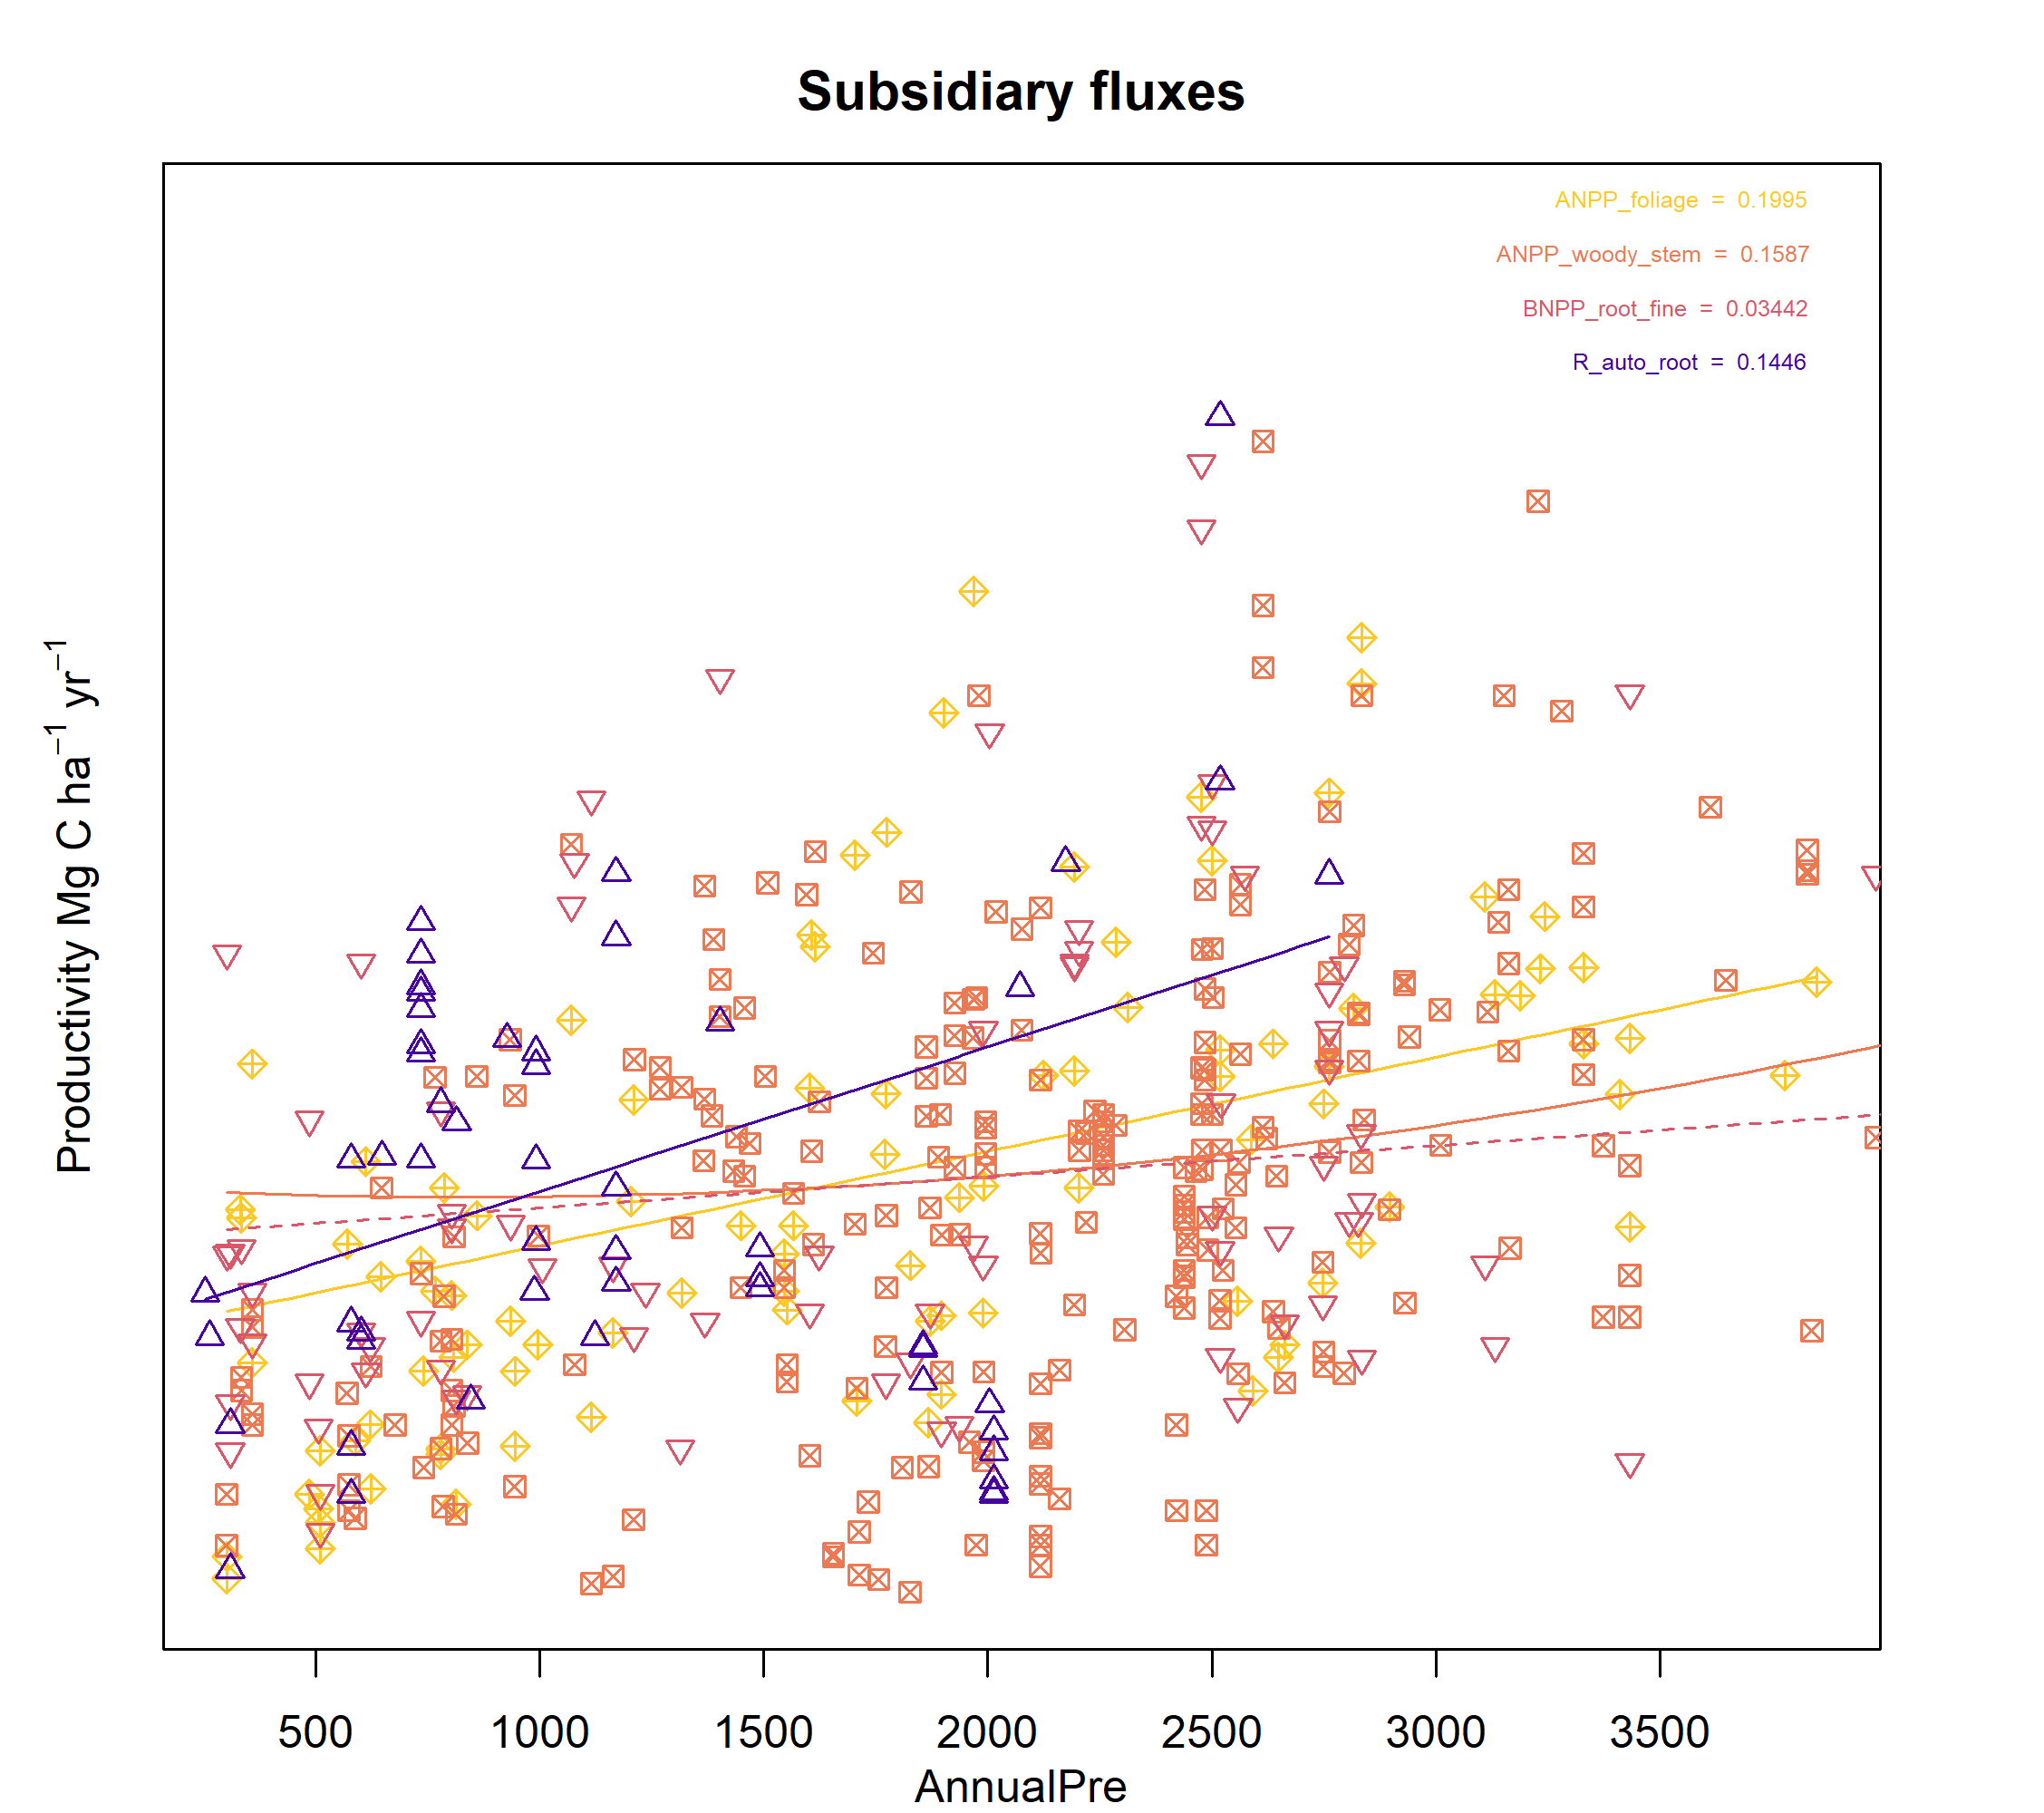 Subsidiary fluxes
ANPP_foliage = 0.1995
ANPP_woody_stem = 0.1587
BNPP_root_fine = 0.03442
R_auto_root = 0.1446
Productivity Mg C ha⁻¹ yr⁻¹
500 1000 1500 2000 2500 3000 3500
AnnualPre